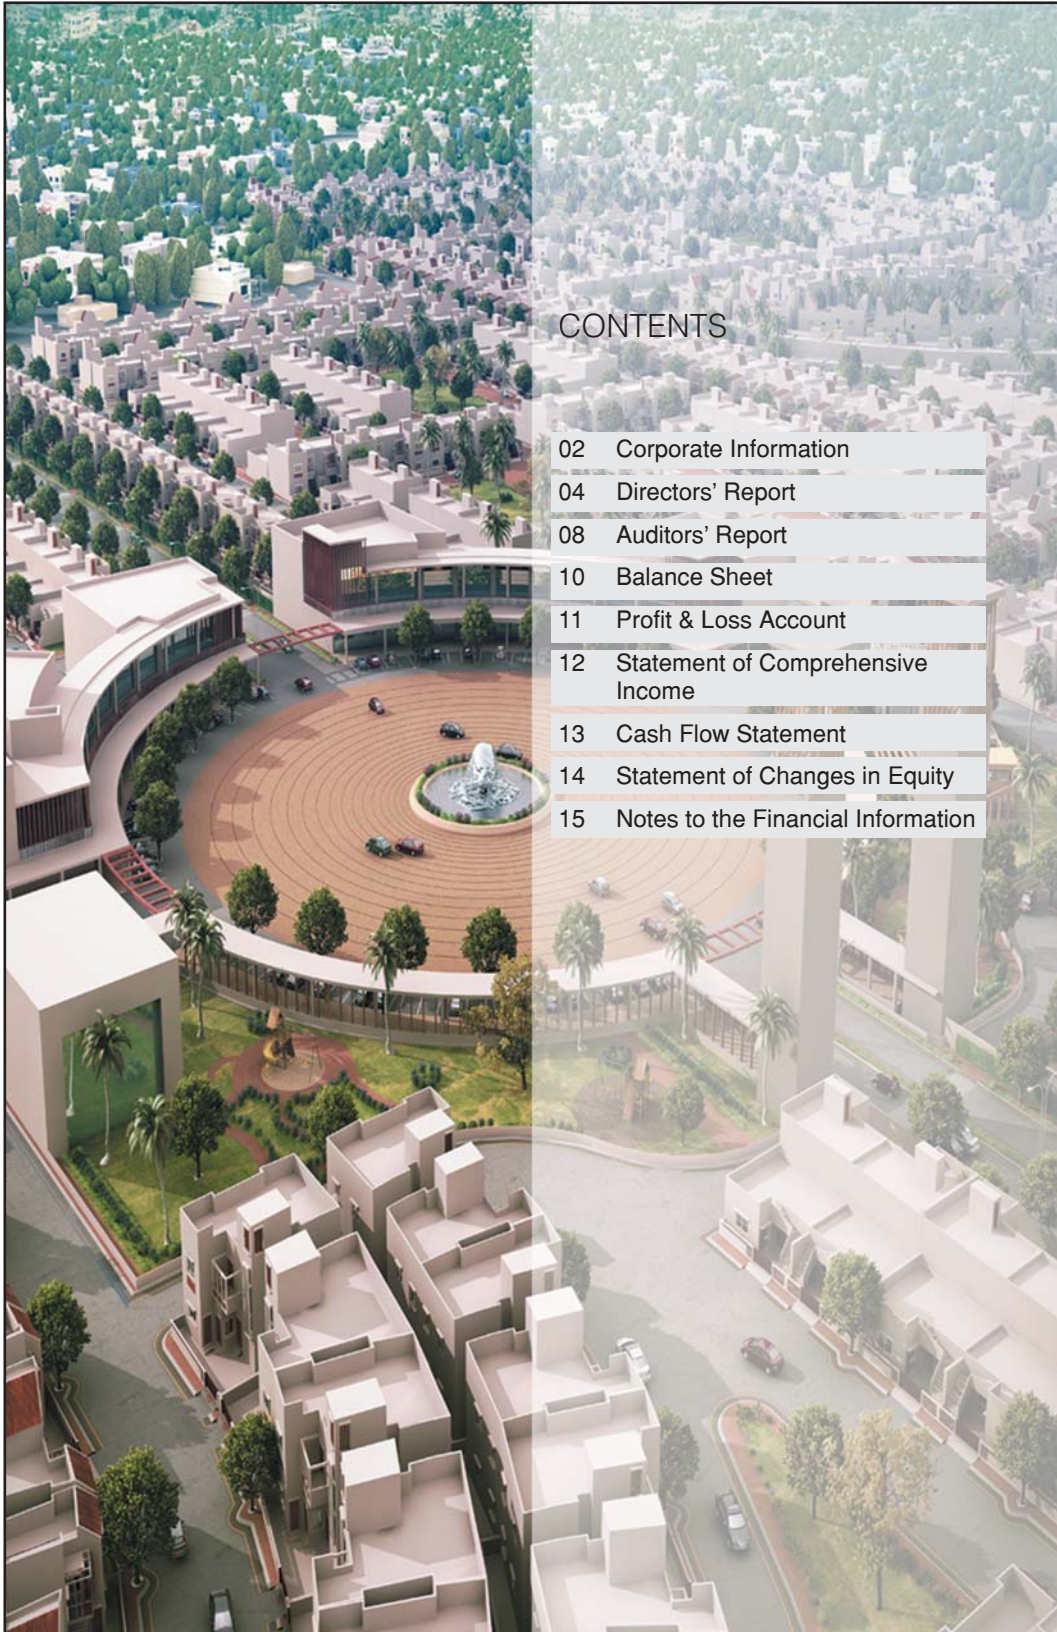 CONTENTS
02 Corporate Information
04 Directors’ Report
08 Auditors’ Report
10 Balance Sheet
11 Profit & Loss Account
12 Statement of Comprehensive
Income
13 Cash Flow Statement
14 Statement of Changes in Equity
15 Notes to the Financial Information